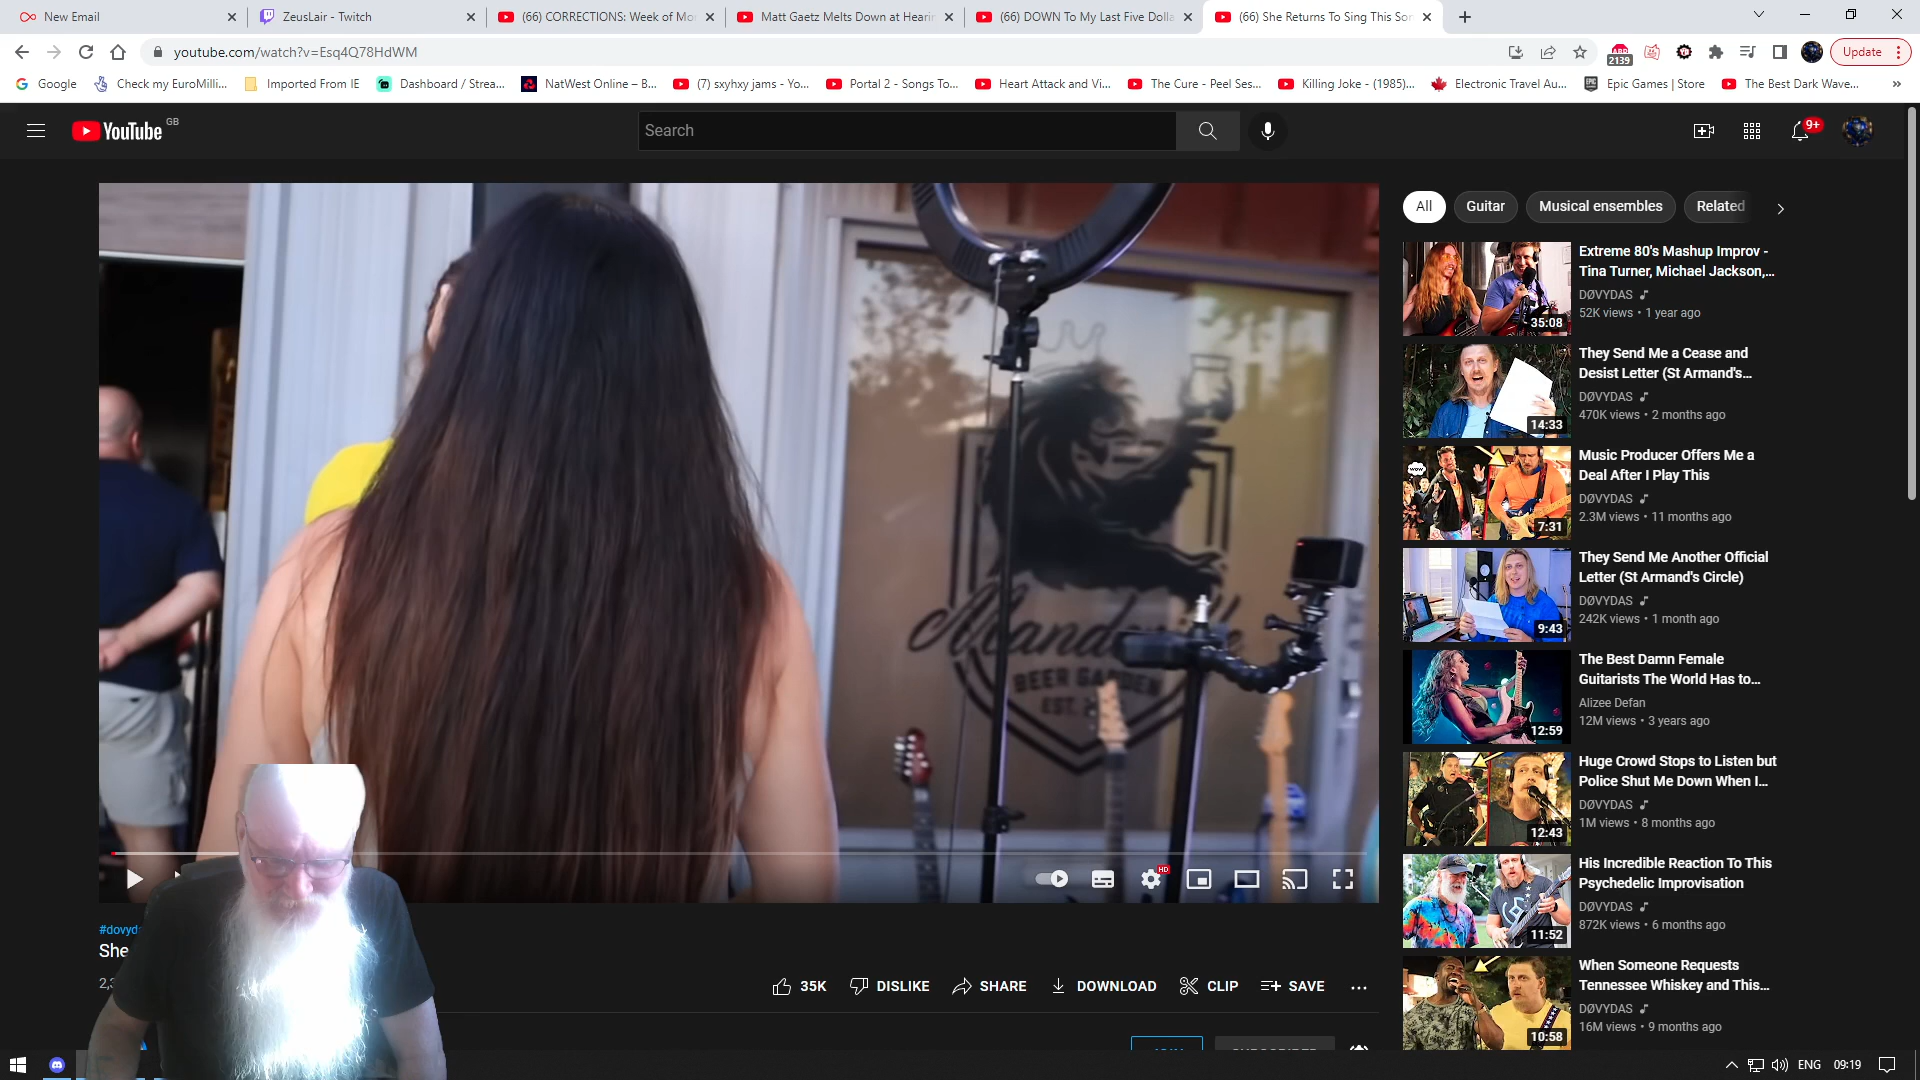 New Email
ZeusLair - Twitch
(66) CORRECTIONS: Week of Mo
Matt Gaetz Melts Down at Heari
(66) DOWN To My Last Five Dolla
(66) She Returns To Sing This So
youtube.com/watch?v=Esq4Q78HdWM
2139
Update
Google
Check my EuroMilli...
Imported From IE
Dashboard / Strea...
NatWest Online – B...
(7) sxyhxy jams - Yo...
Portal 2 - Songs To...
Heart Attack and Vi...
The Cure - Peel Ses...
Killing Joke - (1985)...
Electronic Travel Au...
Epic Games | Store
The Best Dark Wave...
»
YouTube GB
Search
9+
All
Guitar
Musical ensembles
Related
BEER GARDEN
EST.
HD
Extreme 80's Mashup Improv -
Tina Turner, Michael Jackson,...
DØVYDAS
52K views • 1 year ago
35:08
They Send Me a Cease and
Desist Letter (St Armand's...
DØVYDAS
470K views • 2 months ago
14:33
Music Producer Offers Me a
Deal After I Play This
DØVYDAS
2.3M views • 11 months ago
7:31
They Send Me Another Official
Letter (St Armand's Circle)
DØVYDAS
242K views • 1 month ago
9:43
The Best Damn Female
Guitarists The World Has to...
Alizee Defan
12M views • 3 years ago
12:59
Huge Crowd Stops to Listen but
Police Shut Me Down When I...
DØVYDAS
1M views • 8 months ago
12:43
His Incredible Reaction To This
Psychedelic Improvisation
DØVYDAS
872K views • 6 months ago
11:52
When Someone Requests
Tennessee Whiskey and This...
DØVYDAS
16M views • 9 months ago
10:58
#dovyd
She
2,3
35K
DISLIKE
SHARE
DOWNLOAD
CLIP
SAVE
...
JOIN
SUBSCRIBED
ENG
09:19